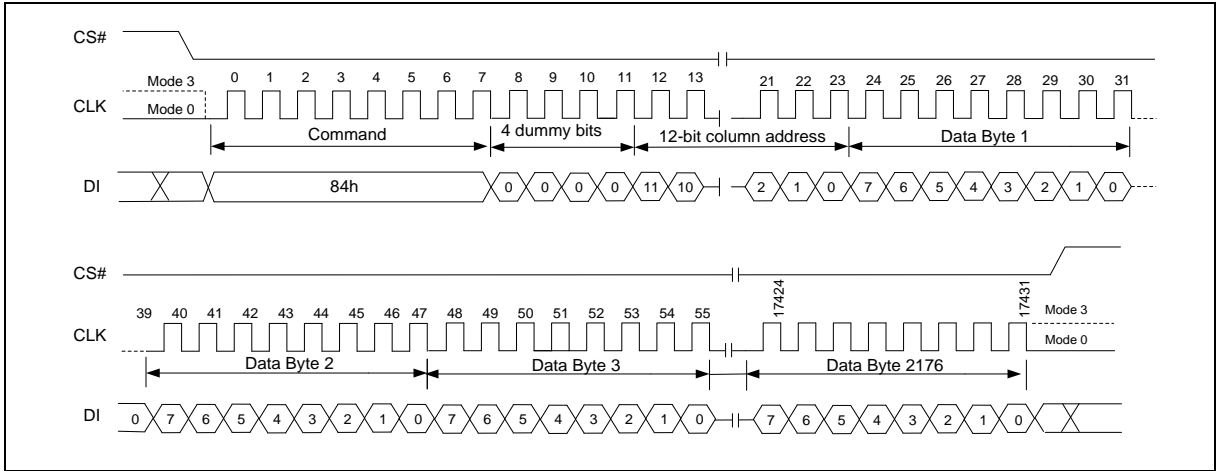 CS#
Mode 3
0 1 2 3 4 5 6 7 8 9 10 11 12 13 21 22 23 24 25 26 27 28 29 30 31
CLK
Mode 0
Command
4 dummy bits
12-bit column address
Data Byte 1
DI
84h
0 0 0 0 11 10 2 1 0 7 6 5 4 3 2 1 0
CS#
39 40 41 42 43 44 45 46 47 48 49 50 51 52 53 54 55 17424 17431
Mode 3
CLK
Mode 0
Data Byte 2
Data Byte 3
Data Byte 2176
DI
0 7 6 5 4 3 2 1 0 7 6 5 4 3 2 1 0 7 6 5 4 3 2 1 0